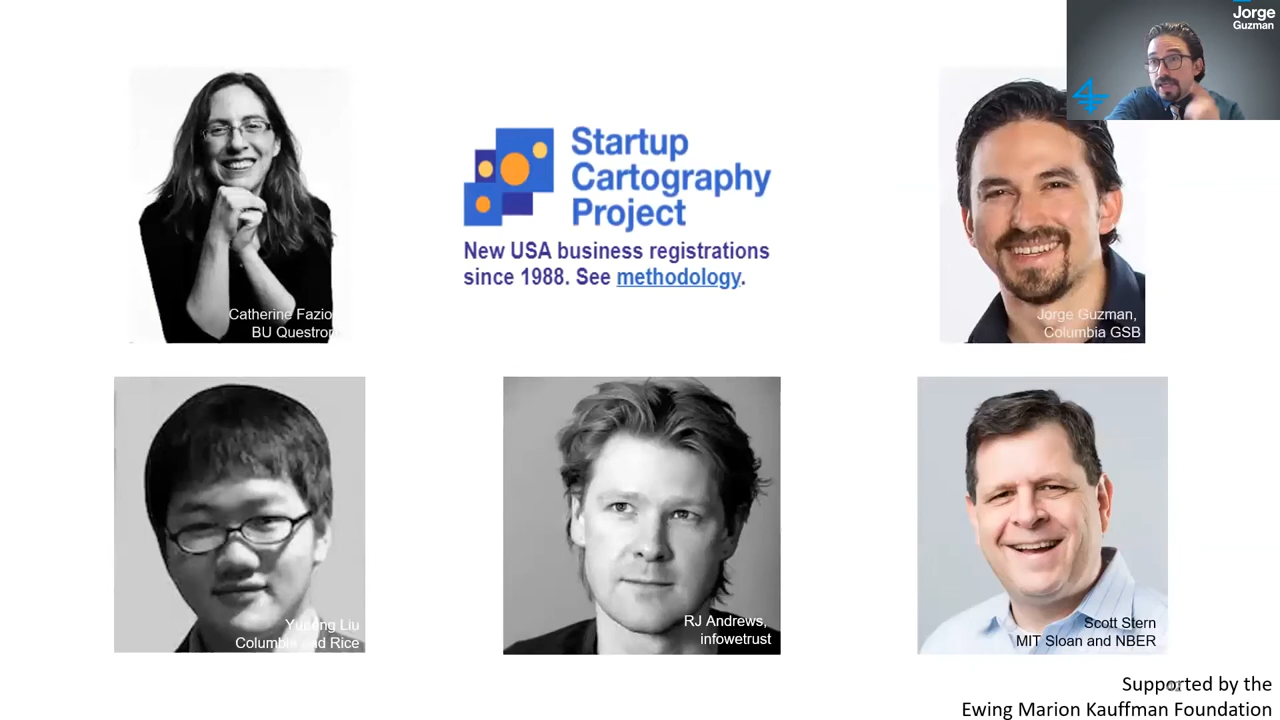 Jorge
Guzman
Startup
Cartography
Project
New USA business registrations
since 1988. See methodology.
Catherine Fazio
BU Questrom
Jorge Guzman,
Columbia GSB
Liu
Columbia and Rice
RJ Andrews,
infowetrust
Scott Stern
MIT Sloan and NBER
Supported by the
Ewing Marion Kauffman Foundation